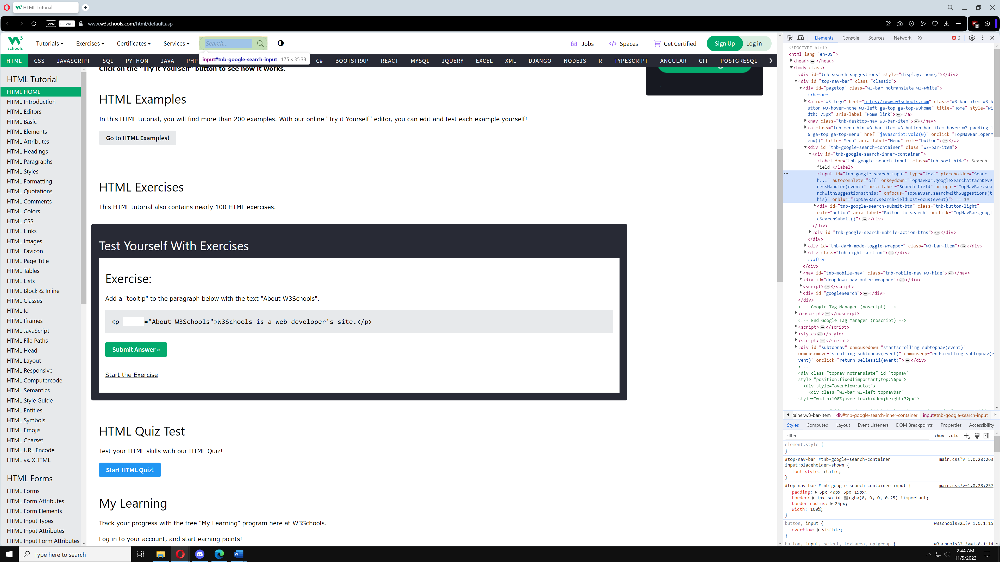 HTML Tutorial
VPN PRIVATE www.w3schools.com/html/default.asp
2
3
schools
Tutorials Exercises Certificates Services Search... Jobs Spaces Get Certified Sign Up Log in
input#tnb-google-search-input 175 × 35.33
HTML CSS JAVASCRIPT SQL PYTHON JAVA PHP C# BOOTSTRAP REACT MYSQL JQUERY EXCEL XML DJANGO NODEJS R TYPESCRIPT ANGULAR GIT POSTGRESQL
HTML Tutorial
HTML HOME
HTML Introduction
HTML Editors
HTML Basic
HTML Elements
HTML Attributes
HTML Headings
HTML Paragraphs
HTML Styles
HTML Formatting
HTML Quotations
HTML Comments
HTML Colors
HTML CSS
HTML Links
HTML Images
HTML Favicon
HTML Page Title
HTML Tables
HTML Lists
HTML Block & Inline
HTML Classes
HTML Id
HTML Iframes
HTML JavaScript
HTML File Paths
HTML Head
HTML Layout
HTML Responsive
HTML Computercode
HTML Semantics
HTML Style Guide
HTML Entities
HTML Symbols
HTML Emojis
HTML Charset
HTML URL Encode
HTML vs. XHTML
HTML Forms
HTML Forms
HTML Form Attributes
HTML Form Elements
HTML Input Types
HTML Input Attributes
HTML Input Form Attributes
Click on the "Try it Yourself" button to see how it works.
HTML Examples
In this HTML tutorial, you will find more than 200 examples. With our online "Try it Yourself" editor, you can edit and test each example yourself!
Go to HTML Examples!
HTML Exercises
This HTML tutorial also contains nearly 100 HTML exercises.
Test Yourself With Exercises
Exercise:
Add a "tooltip" to the paragraph below with the text "About W3Schools".
<p ="About W3Schools">W3Schools is a web developer's site.</p>
Submit Answer »
Start the Exercise
HTML Quiz Test
Test your HTML skills with our HTML Quiz!
Start HTML Quiz!
My Learning
Track your progress with the free "My Learning" program here at W3Schools.
Log in to your account, and start earning points!
Elements Console Sources Network 2
<!DOCTYPE html>
<html lang="en-US">
<head> </head>
<body class>
<div id="tnb-search-suggestions" style="display: none;"></div>
<div id="top-nav-bar" class="classic">
<div id="pagetop" class="w3-bar notranslate w3-white">
::before
<a id="w3-logo" href="https://www.w3schools.com" class="w3-bar-item w3-b
utton w3-hover-none w3-left ga-top ga-top-w3home" title="Home" style="wi
dth: 75px" aria-label="Home link"> </a>
<nav class="tnb-desktop-nav w3-bar-item"> </nav>
<a class="tnb-menu-btn w3-bar-item w3-button bar-item-hover w3-padding-1
6 ga-top ga-top-menu" href="javascript:void(0)" onclick="TopNavBar.openM
enu()" title="Menu" aria-label="Menu" role="button"> </a>
<div id="tnb-google-search-container" class="w3-bar-item">
<div id="tnb-google-search-inner-container">
<label for="tnb-google-search-input" class="tnb-soft-hide"> Search
field </label>
<input id="tnb-google-search-input" type="text" placeholder="Searc
h..." autocomplete="off" onkeydown="TopNavBar.googleSearchAttachKeyP
ressHandler(event)" aria-label="Search field" oninput="TopNavBar.sea
rchWithSuggestions(this)" onfocus="TopNavBar.searchWithSuggestions(t
his)" onblur="TopNavBar.searchFieldLostFocus(event)"> == $0
<div id="tnb-google-search-submit-btn" class="tnb-button-light"
role="button" aria-label="Button to search" onclick="TopNavBar.googl
eSearchSubmit()"> </div>
</div>
<div id="tnb-google-search-mobile-action-btns"> </div>
</div>
<div id="tnb-dark-mode-toggle-wrapper" class="w3-bar-item"> </div>
<div class="tnb-right-section"> </div>
::after
</div>
<nav id="tnb-mobile-nav" class="tnb-mobile-nav w3-hide"> </nav>
<div id="dropdown-nav-outer-wrapper"> </div>
<script> </script>
<div id="googleSearch"> </div>
</div>
<!-- Google Tag Manager (noscript) -->
<noscript> </noscript>
<!-- End Google Tag Manager (noscript) -->
<script> </script>
<style> </style>
<script> </script>
<div id="subtopnav" onmousedown="startscrolling_subtopnav(event)"
onmousemove="scrolling_subtopnav(event)" onmouseup="endscrolling_subtopnav(e
vent)" onclick="return pellessii(event)"> </div>
<!--
<div class="topnav notranslate" id='topnav'
style="position:fixed!important;top:56px">
<div style="overflow:auto;">
<div class="w3-bar w3-left topnavbar"
style="width:100%;overflow:hidden;height:32px">
tainer.w3-bar-item div#tnb-google-search-inner-container input#tnb-google-search-input
Styles Computed Layout Event Listeners DOM Breakpoints Properties Accessibility
Filter :hov .cls
element.style {
}
#top-nav-bar #tnb-google-search-container main.css?v=1.0.28:263
input:placeholder-shown {
font-style: italic;
}
#top-nav-bar #tnb-google-search-container input { main.css?v=1.0.28:257
padding: 5px 40px 5px 15px;
border: 1px solid rgba(0, 0, 0, 0.25) !important;
border-radius: 25px;
width: 100%;
}
button, input { w3schools32…?v=1.0.1:15
overflow: visible;
}
button, input, select, textarea, optgroup { w3schools32…?v=1.0.1:14
Type here to search
2:44 AM
11/5/2023